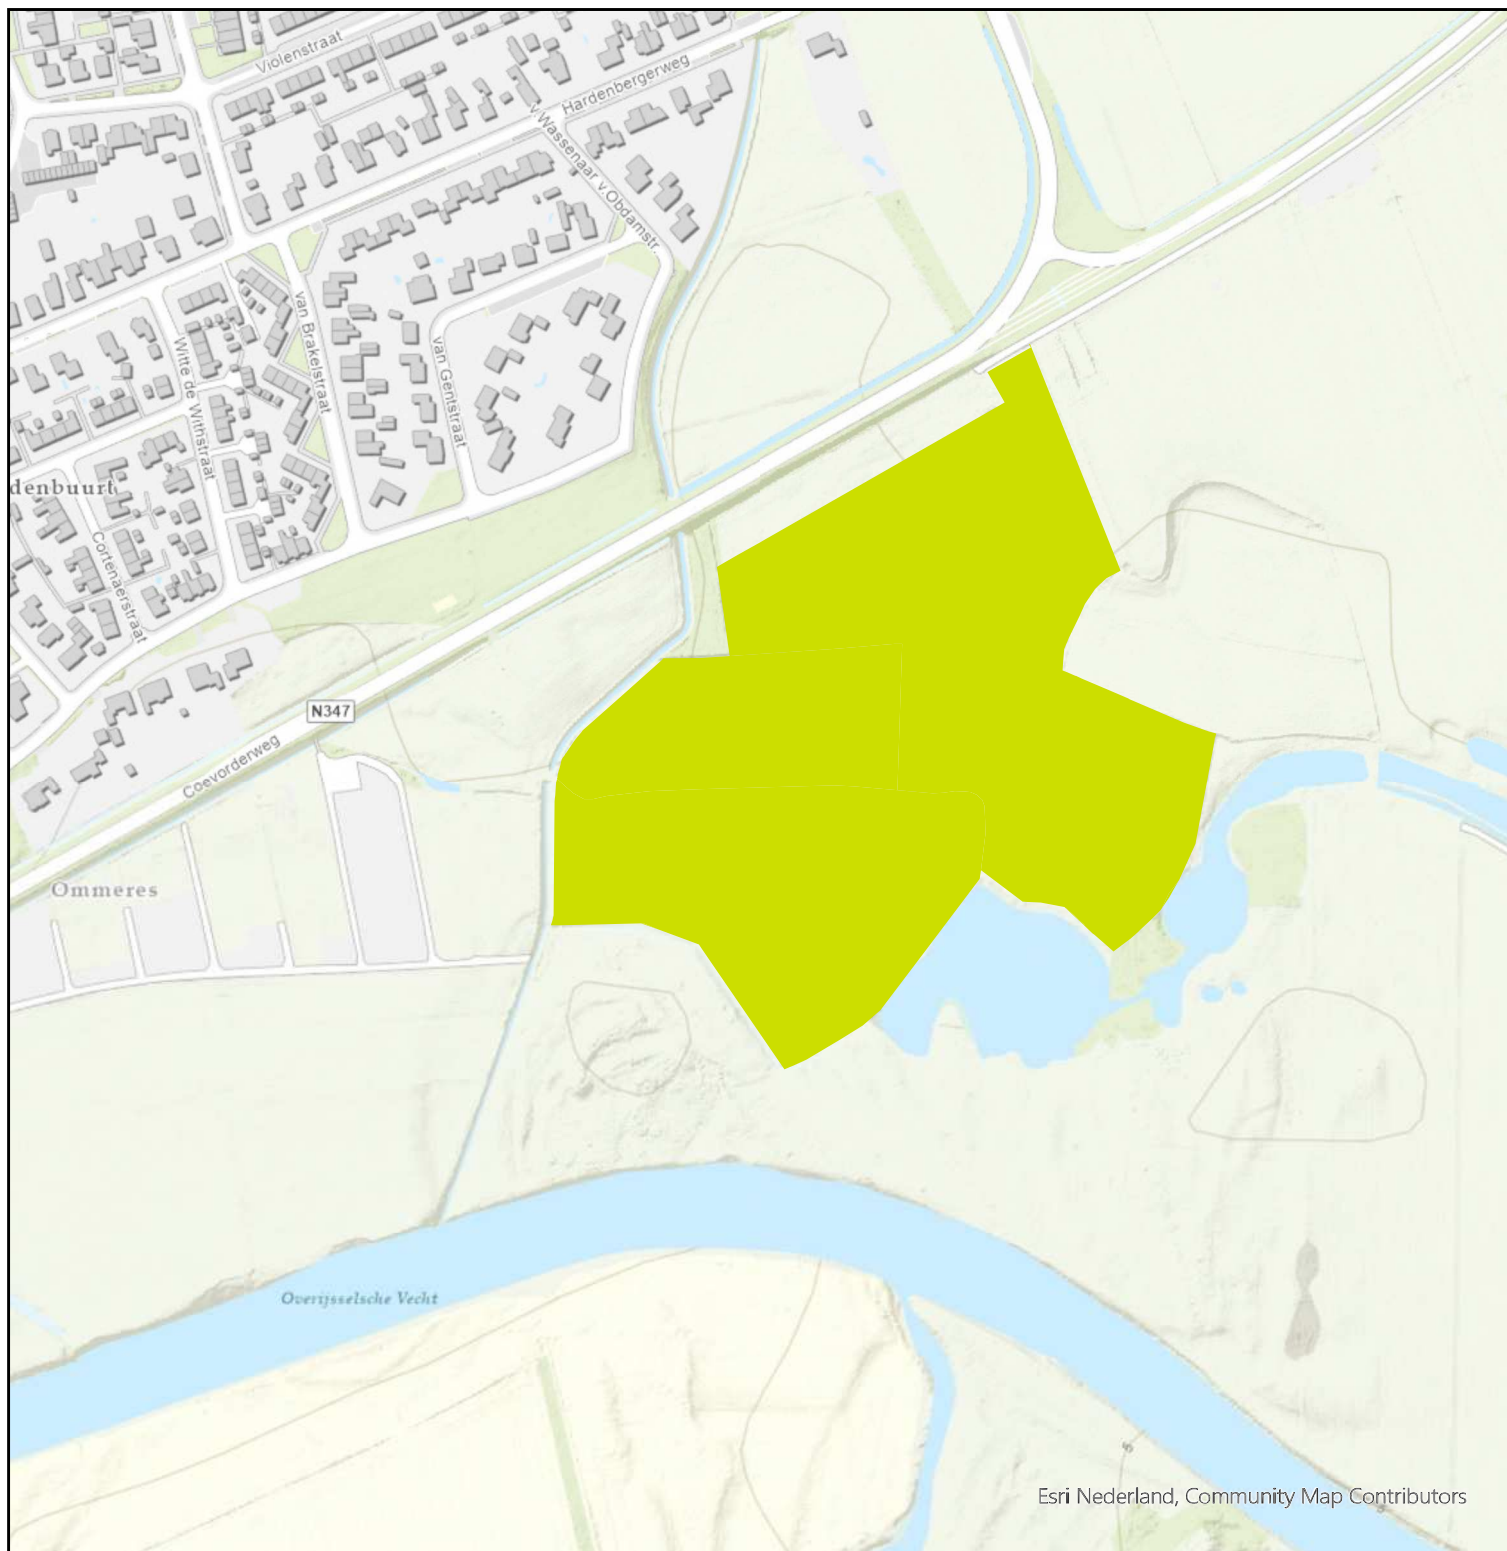 Violenstraat
Hardenbergerweg
v. Wassenaar v.Obdamstr.
van Brakelstraat
Witte de Withstraat
van Gentstraat
denbuurt
Cortenaerstraat
N347
Coevorderweg
Ommeres
Overijsselsche Vecht
Esri Nederland, Community Map Contributors